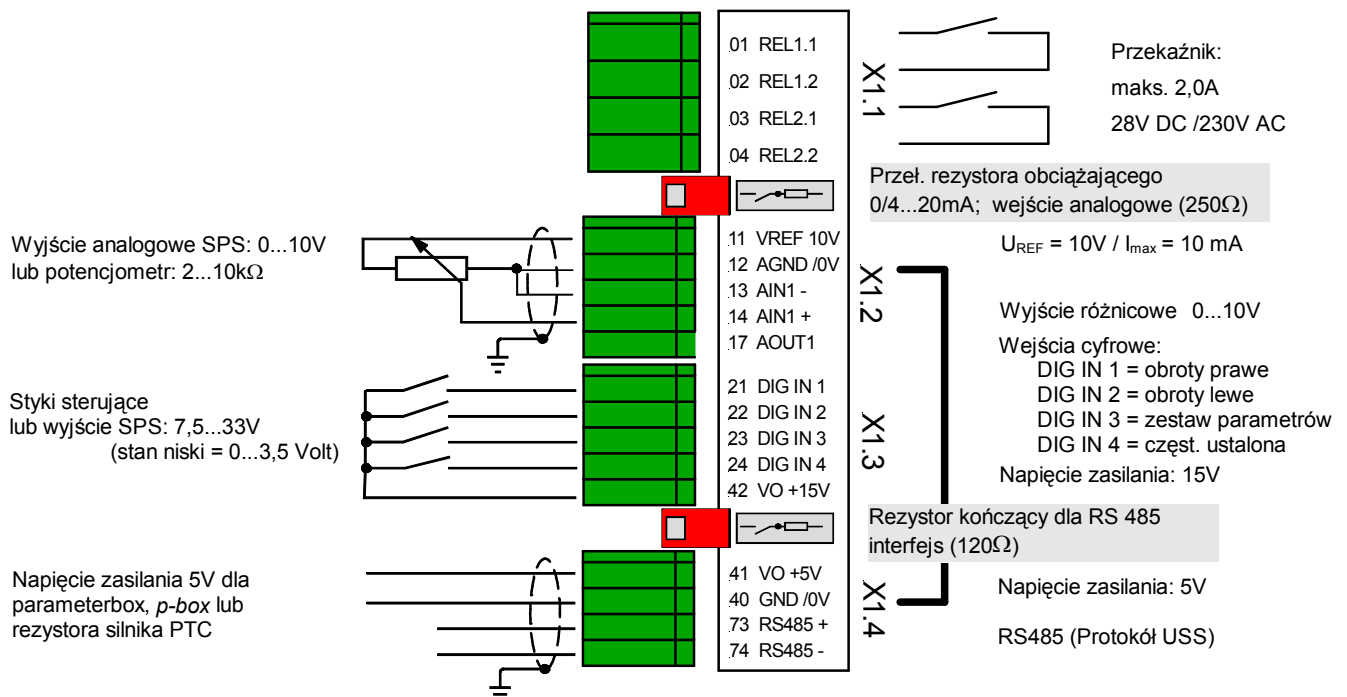 01 REL1.1
02 REL1.2
03 REL2.1
04 REL2.2
X1.1
Przekaźnik:
maks. 2,0A
28V DC /230V AC
Przeł. rezystora obciążającego
0/4...20mA; wejście analogowe (250Ω)
Wyjście analogowe SPS: 0...10V
lub potencjometr: 2...10kΩ
11 VREF 10V
12 AGND /0V
13 AIN1 -
14 AIN1 +
17 AOUT1
X1.2
UREF = 10V / Imax = 10 mA
Wyjście różnicowe 0...10V
Wejścia cyfrowe:
DIG IN 1 = obroty prawe
DIG IN 2 = obroty lewe
DIG IN 3 = zestaw parametrów
DIG IN 4 = częst. ustalona
Napięcie zasilania: 15V
Styki sterujące
lub wyjście SPS: 7,5...33V
(stan niski = 0...3,5 Volt)
21 DIG IN 1
22 DIG IN 2
23 DIG IN 3
24 DIG IN 4
42 VO +15V
X1.3
Rezystor kończący dla RS 485
interfejs (120Ω)
Napięcie zasilania 5V dla
parameterbox, p-box lub
rezystora silnika PTC
41 VO +5V
40 GND /0V
73 RS485 +
74 RS485 -
X1.4
Napięcie zasilania: 5V
RS485 (Protokół USS)